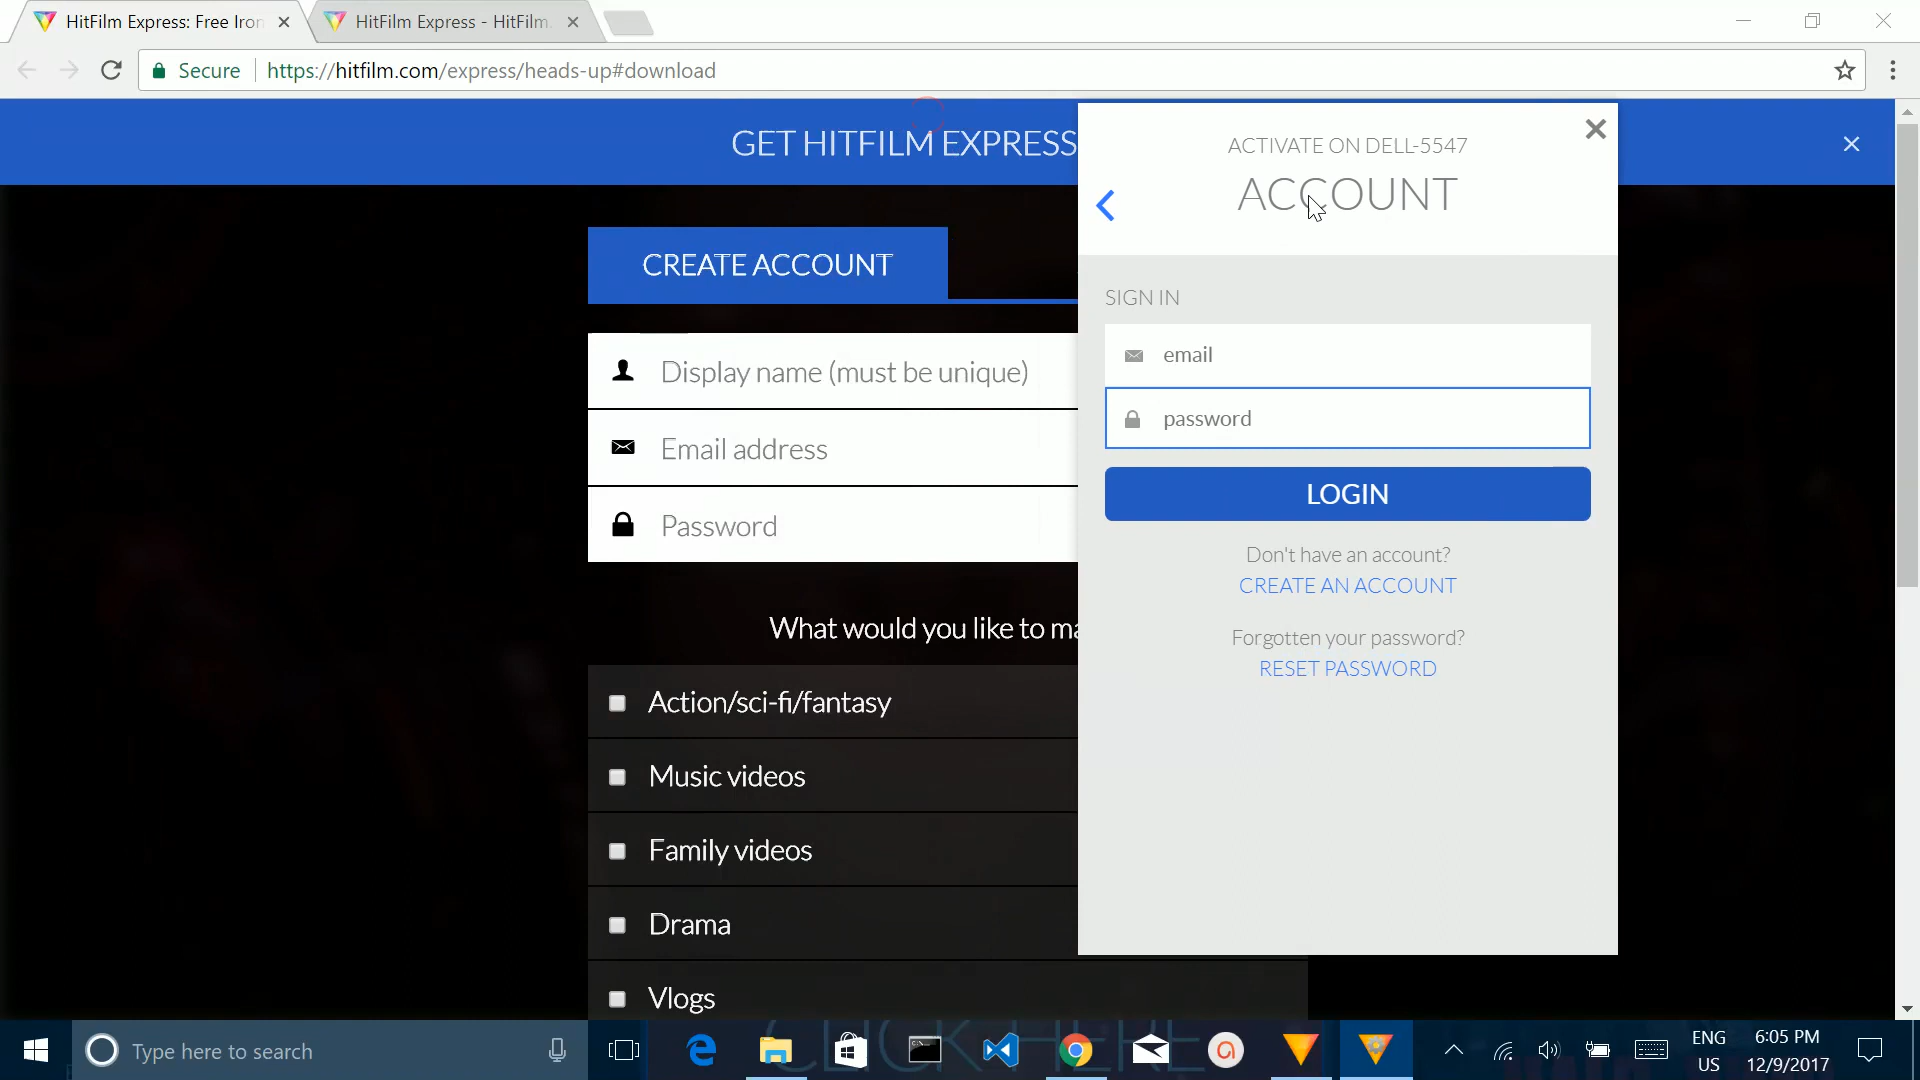 HitFilm Express: Free Iron
HitFilm Express - HitFilm.
Secure
https://hitfilm.com/express/heads-up#download
GET HITFILM EXPRESS
CREATE ACCOUNT
Display name (must be unique)
Email address
Password
What would you like to ma
Action/sci-fi/fantasy
Music videos
Family videos
Drama
Vlogs
ACTIVATE ON DELL-5547
ACCOUNT
SIGN IN
email
password
LOGIN
Don't have an account?
CREATE AN ACCOUNT
Forgotten your password?
RESET PASSWORD
CLICK HERE
Type here to search
ENG
US
6:05 PM
12/9/2017